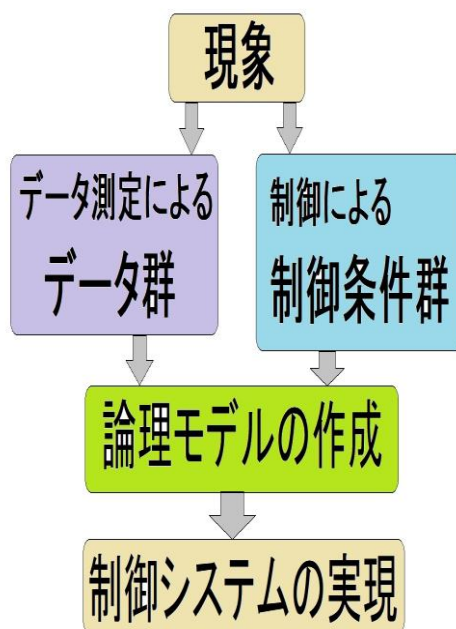 現象
データ測定による
データ群
制御による
制御条件群
論理モデルの作成
制御システムの実現